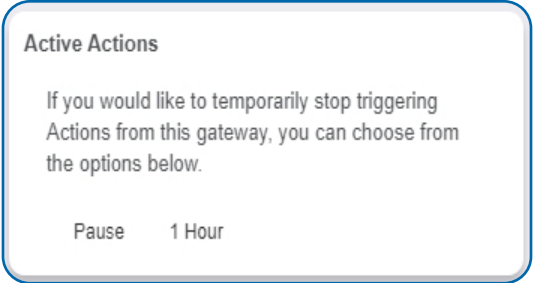 Active Actions
If you would like to temporarily stop triggering
Actions from this gateway, you can choose from
the options below.
Pause 1 Hour